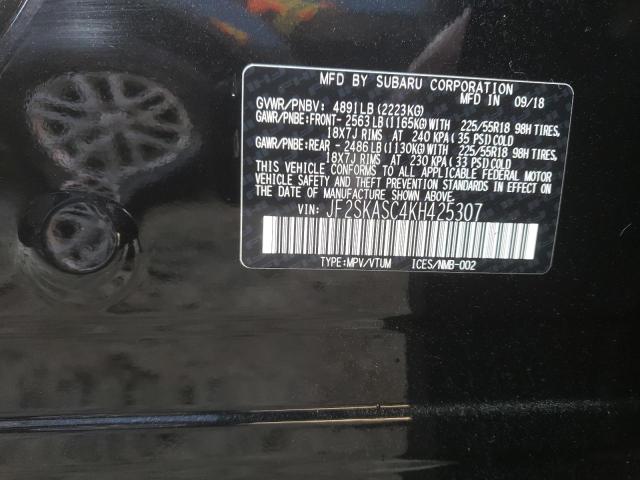 MFD BY SUBARU CORPORATION
MFD IN 09/18
GVWR/PNBV: 4891LB(2223KG)
GAWR/PNBE:FRONT-2563LB(1165KG)WITH 225/55R18 98H TIRES,
18X7J RIMS AT 240 KPA(35 PSI)COLD
GAWR/PNBE:REAR -2486LB(1130KG)WITH 225/55R18 98H TIRES,
18X7J RIMS AT 230 KPA(33 PSI)COLD
THIS VEHICLE CONFORMS TO ALL APPLICABLE FEDERAL MOTOR
VEHICLE SAFETY AND THEFT PREVENTION STANDARDS IN EFFECT ON
THE DATE OF MANUFACTURE SHOWN ABOVE.
VIN: JF2SKASC4KH425307
TYPE:MPV/VTUM ICES/NMB-002